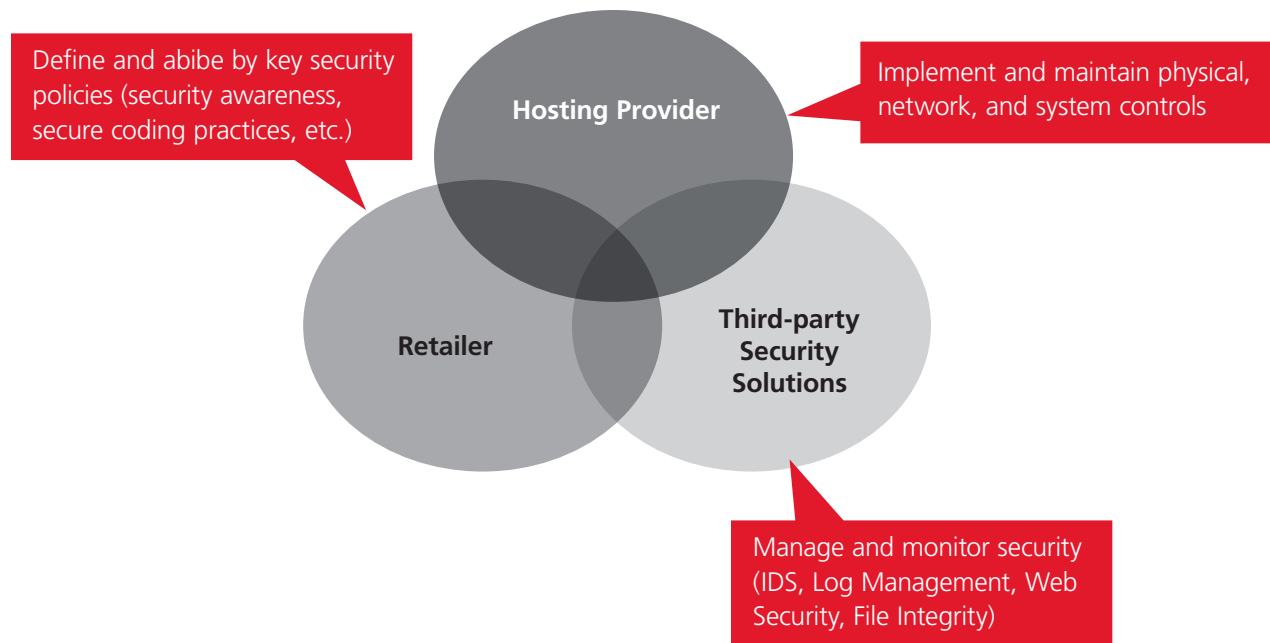 Define and abibe by key security
policies (security awareness,
secure coding practices, etc.)
Hosting Provider
Implement and maintain physical,
network, and system controls
Retailer
Third-party
Security
Solutions
Manage and monitor security
(IDS, Log Management, Web
Security, File Integrity)